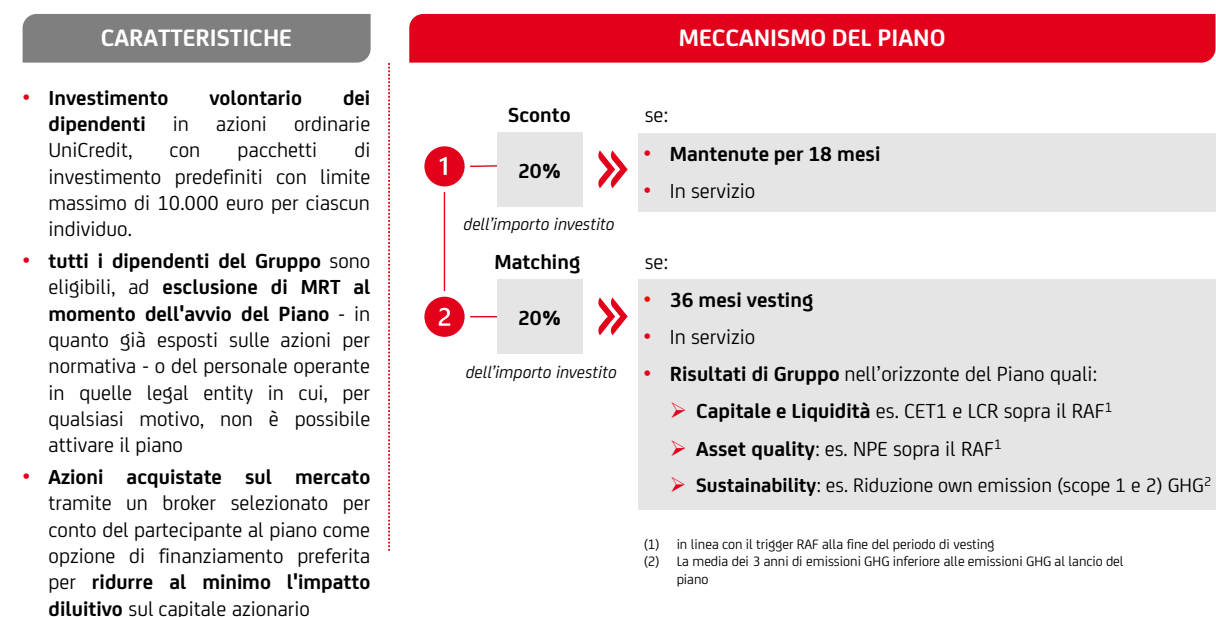 CARATTERISTICHE
• Investimento volontario dei
dipendenti in azioni ordinarie
UniCredit, con pacchetti di
investimento predefiniti con limite
massimo di 10.000 euro per ciascun
individuo.
• tutti i dipendenti del Gruppo sono
eligibili, ad esclusione di MRT al
momento dell'avvio del Piano - in
quanto già esposti sulle azioni per
normativa - o del personale operante
in quelle legal entity in cui, per
qualsiasi motivo, non è possibile
attivare il piano
• Azioni acquistate sul mercato
tramite un broker selezionato per
conto del partecipante al piano come
opzione di finanziamento preferita
per ridurre al minimo l'impatto
diluitivo sul capitale azionario
MECCANISMO DEL PIANO
Sconto
1
20%
dell'importo investito
se:
• Mantenute per 18 mesi
• In servizio
Matching
2
20%
dell'importo investito
se:
• 36 mesi vesting
• In servizio
• Risultati di Gruppo nell'orizzonte del Piano quali:
➢ Capitale e Liquidità es. CET1 e LCR sopra il RAF¹
➢ Asset quality: es. NPE sopra il RAF¹
➢ Sustainability: es. Riduzione own emission (scope 1 e 2) GHG²
(1) in linea con il trigger RAF alla fine del periodo di vesting
(2) La media dei 3 anni di emissioni GHG inferiore alle emissioni GHG al lancio del
piano